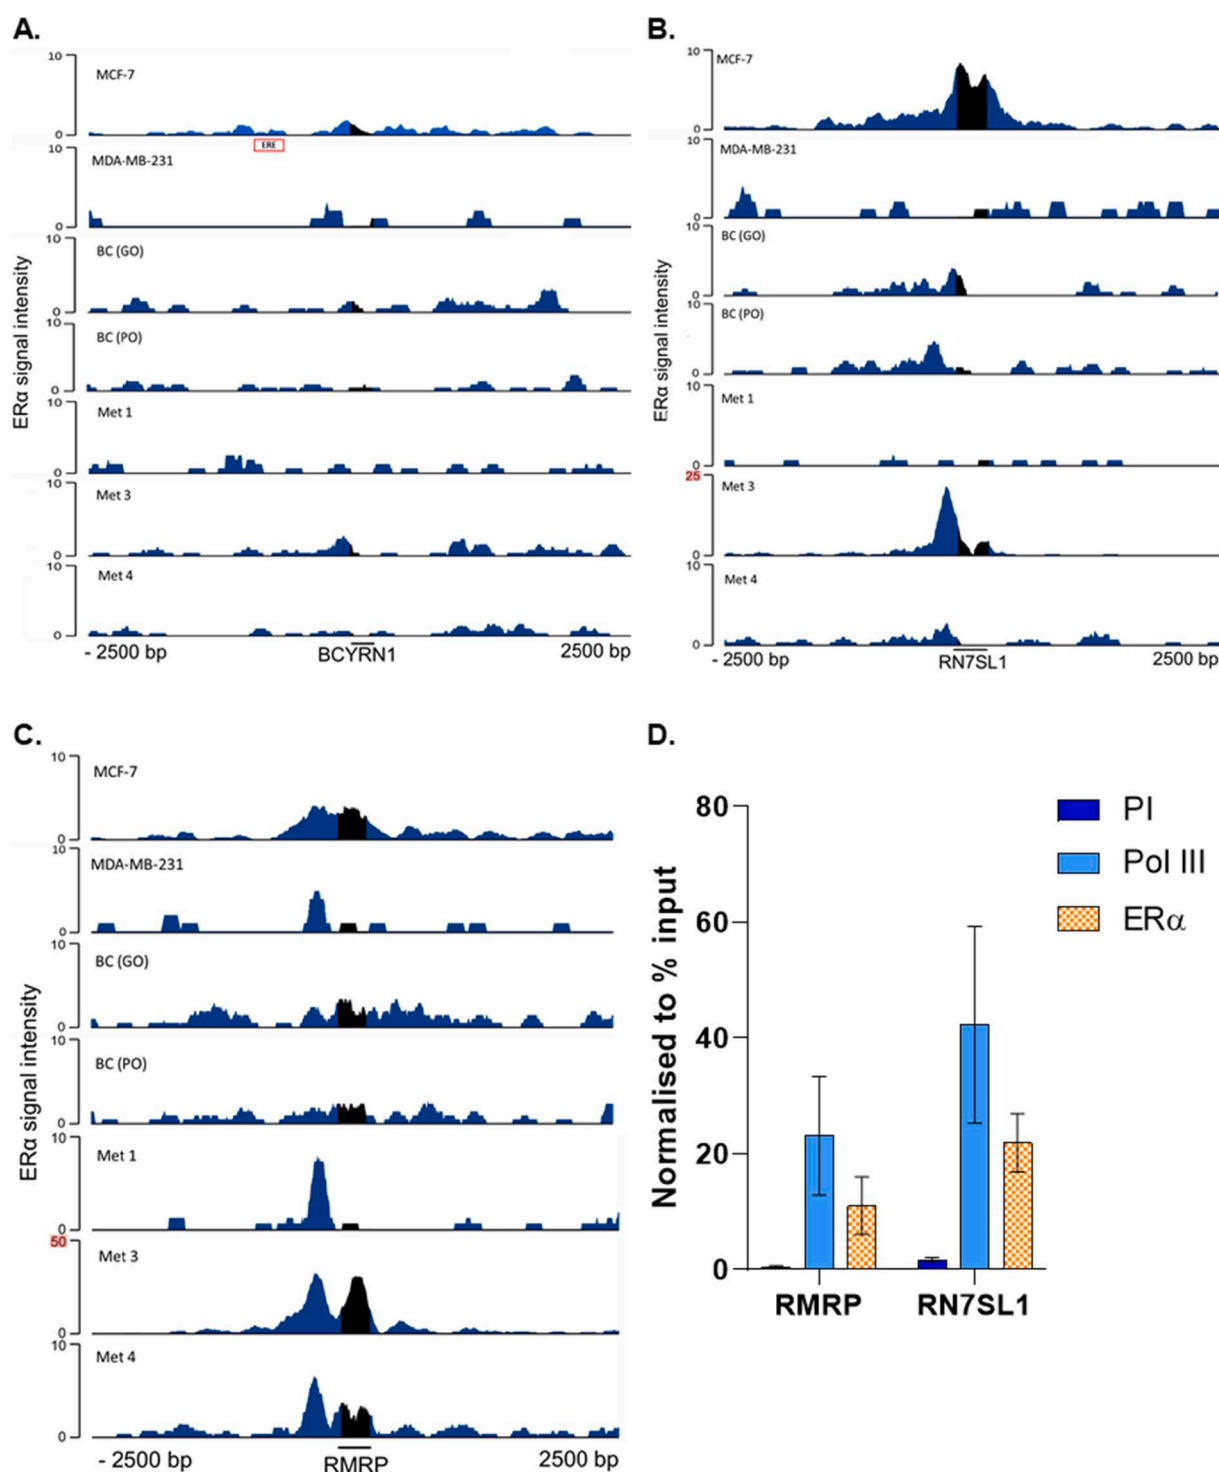 A.
10
MCF-7
0
ERE
10
MDA-MB-231
0
10
BC (GO)
0
10
BC (PO)
0
10
Met 1
0
10
Met 3
0
10
Met 4
0
ERα signal intensity
- 2500 bp
BCYRN1
2500 bp
B.
10
MCF-7
0
10
MDA-MB-231
0
10
BC (GO)
0
10
BC (PO)
0
10
Met 1
0
25
Met 3
0
10
Met 4
0
ERα signal intensity
- 2500 bp
RN7SL1
2500 bp
C.
10
MCF-7
0
10
MDA-MB-231
0
10
BC (GO)
0
10
BC (PO)
0
10
Met 1
0
50
Met 3
0
10
Met 4
0
ERα signal intensity
- 2500 bp
RMRP
2500 bp
D.
Normalised to % input
80
60
40
20
0
PI
Pol III
ERα
RMRP
RN7SL1